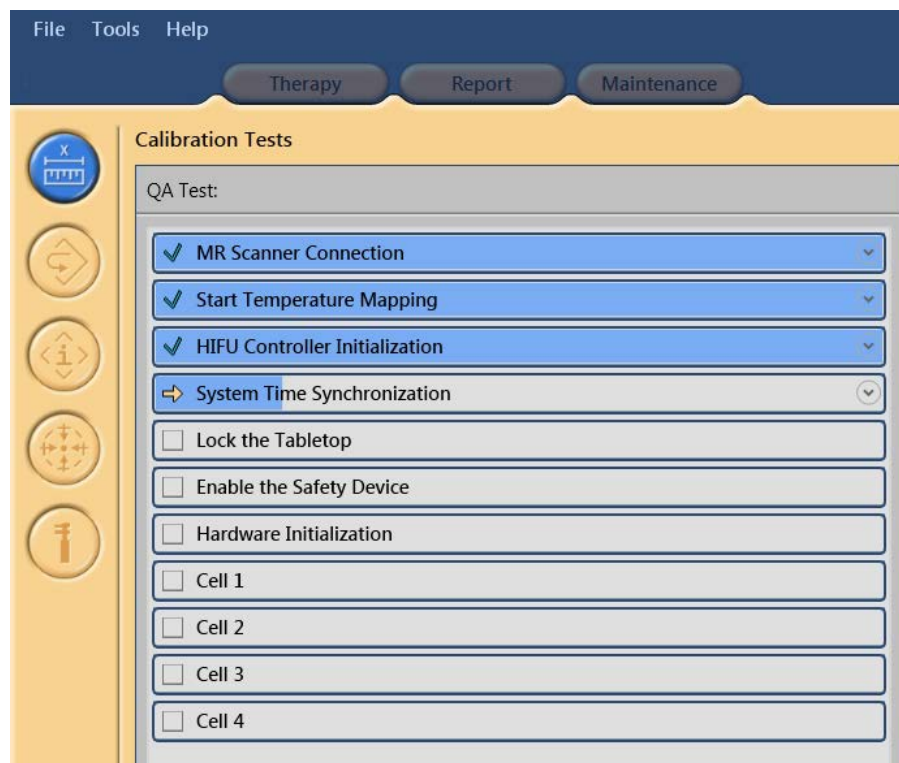 File Tools Help
Therapy Report Maintenance
Calibration Tests
X
QA Test:
MR Scanner Connection
Start Temperature Mapping
HIFU Controller Initialization
System Time Synchronization
Lock the Tabletop
Enable the Safety Device
Hardware Initialization
Cell 1
Cell 2
Cell 3
Cell 4